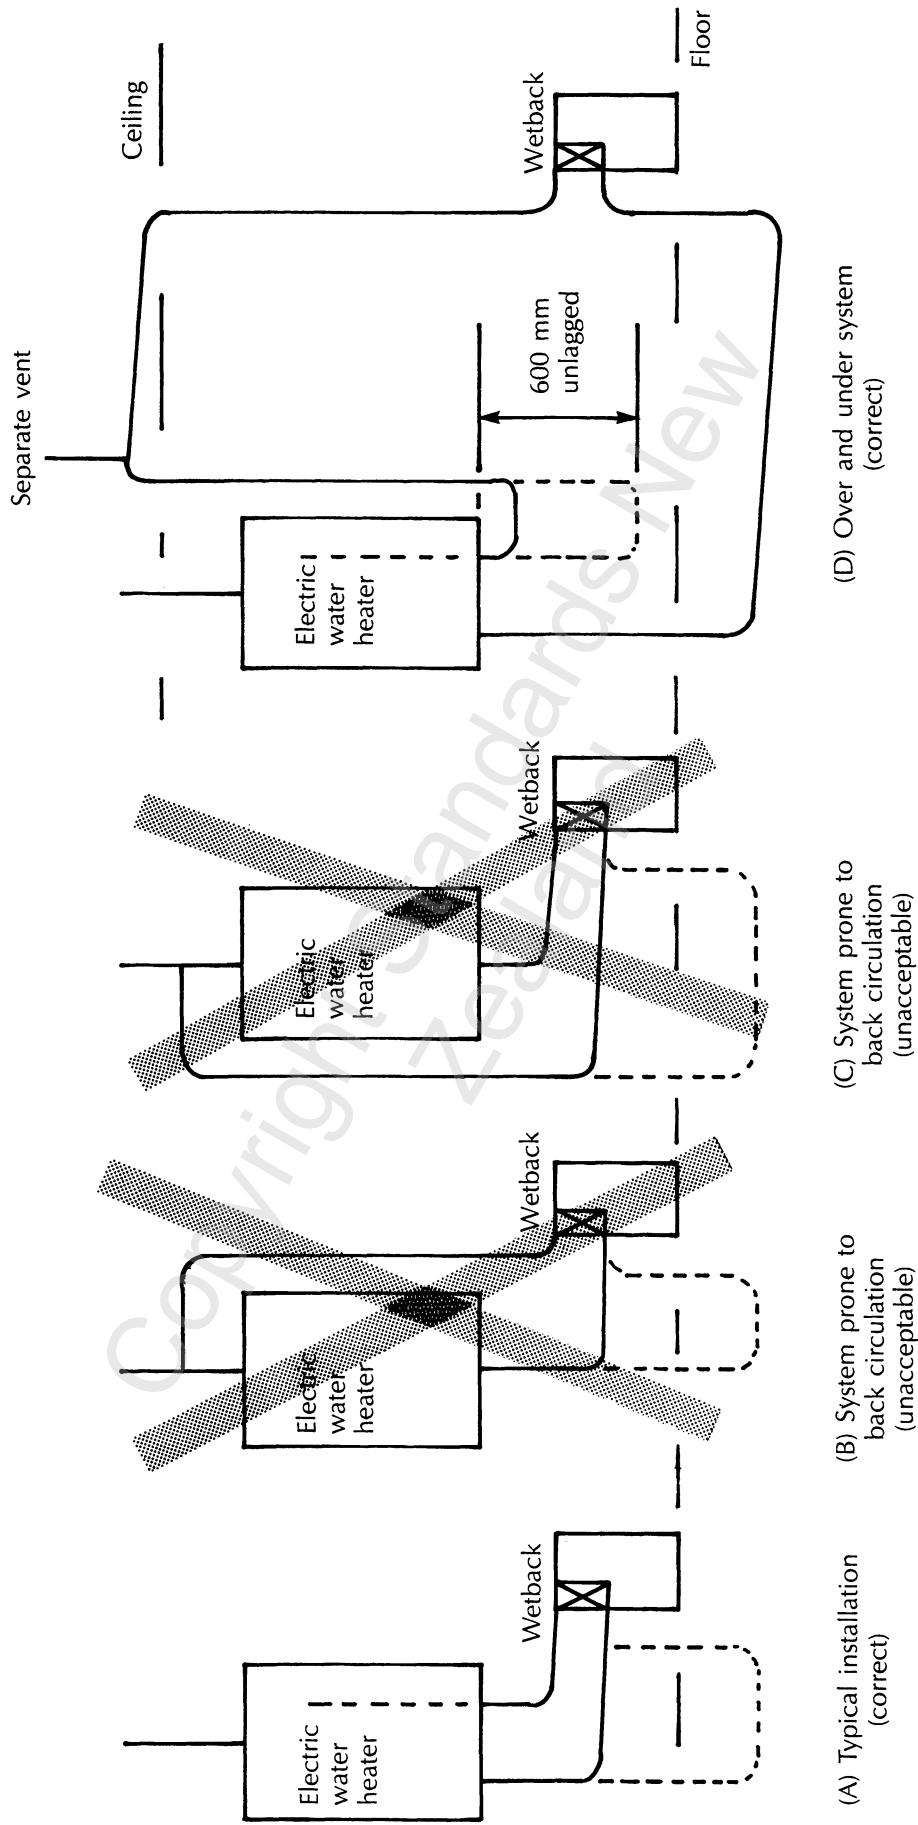 Electric
water
heater
Wetback
(A) Typical installation
(correct)
Electric
water
heater
Wetback
(B) System prone to
back circulation
(unacceptable)
Electric
water
heater
Wetback
(C) System prone to
back circulation
(unacceptable)
Separate vent
Ceiling
Electric
water
heater
600 mm
unlagged
Wetback
Floor
(D) Over and under system
(correct)
Copyright Standards New
Zealand